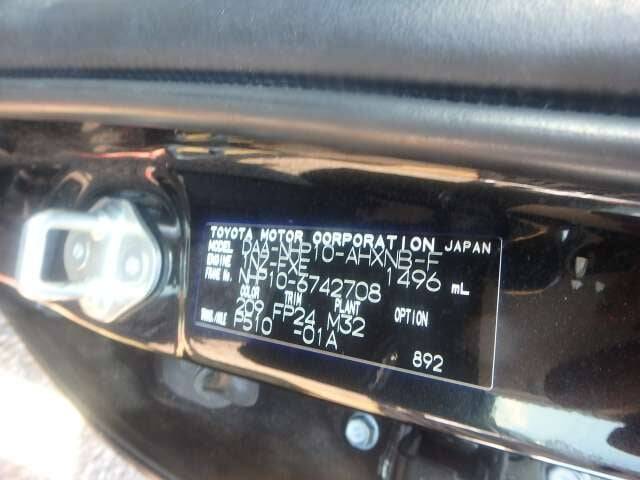 TOYOTA MOTOR CORPORATION JAPAN
MODEL DAA-NHP10-AHXNB-F
ENGINE 1NZ-FXE 1496 mL
FRAME No. NHP10-6742708
COLOR TRIM PLANT OPTION
209 FP24 M32
TRANS./AXLE P510 -01A
892